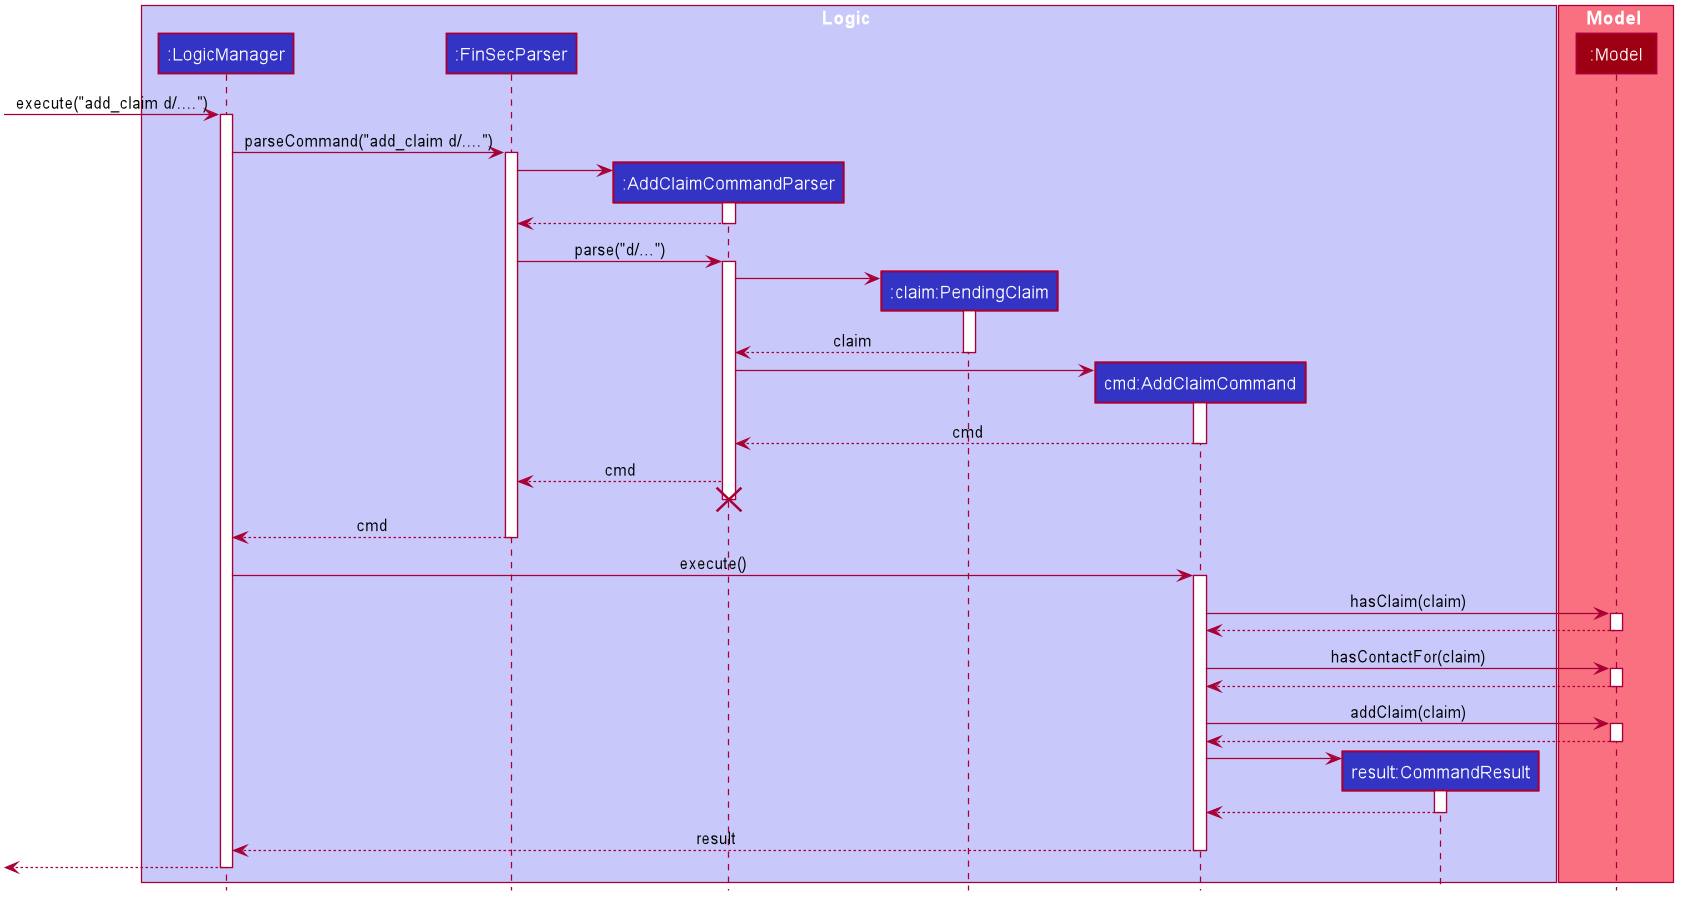 Logic
Model
:LogicManager
:FinSecParser
:Model
execute("add_claim d/....")
parseCommand("add_claim d/....")
:AddClaimCommandParser
parse("d/...")
:claim:PendingClaim
claim
cmd:AddClaimCommand
cmd
cmd
cmd
execute()
hasClaim(claim)
hasContactFor(claim)
addClaim(claim)
result:CommandResult
result